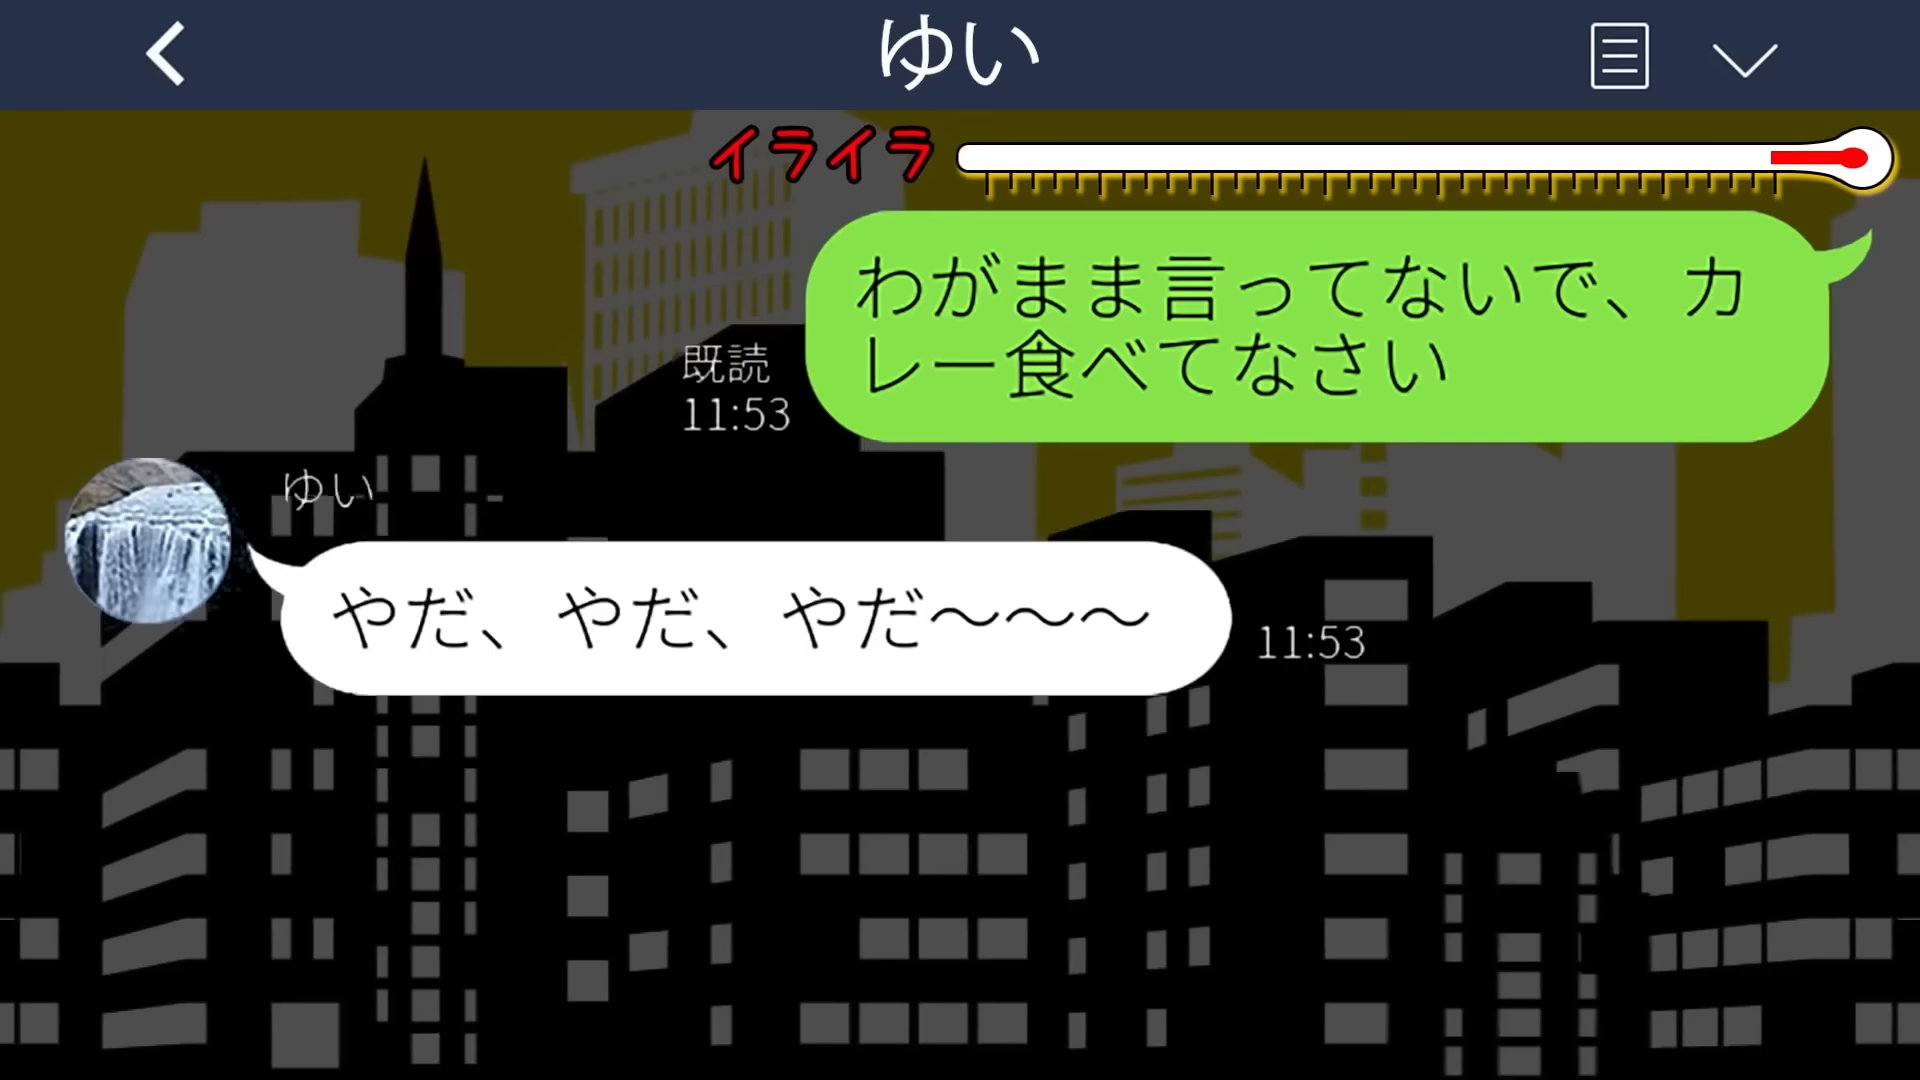 ゆい
イライラ
わがまま言ってないで、カ
レー食べてなさい
既読
11:53
ゆい
やだ、やだ、やだ～～～
11:53